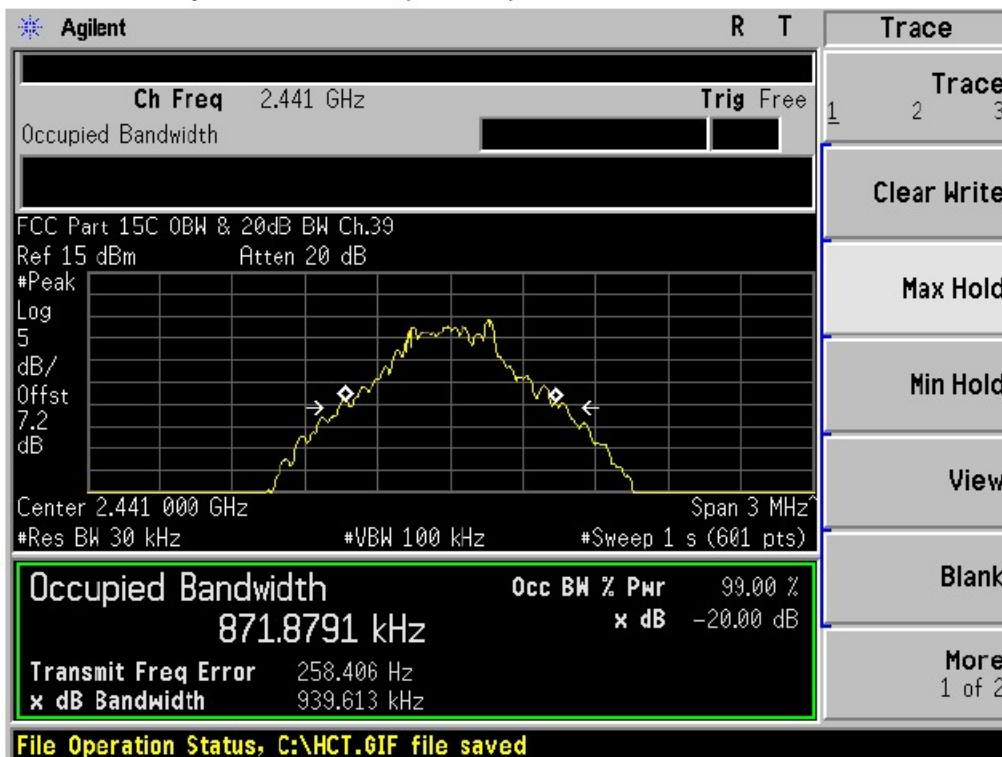 Agilent R T
Ch Freq 2.441 GHz Trig Free
Occupied Bandwidth
FCC Part 15C OBW & 20dB BW Ch.39
Ref 15 dBm Atten 20 dB
#Peak
Log
5
dB/
Offst
7.2
dB
Center 2.441 000 GHz Span 3 MHz^
#Res BW 30 kHz #VBW 100 kHz #Sweep 1 s (601 pts)
Occupied Bandwidth Occ BW % Pwr 99.00 %
871.8791 kHz x dB -20.00 dB
Transmit Freq Error 258.406 Hz
x dB Bandwidth 939.613 kHz
File Operation Status, C:\HCT.GIF file saved
Trace
Trace
1 2 3
Clear Write
Max Hold
Min Hold
View
Blank
More
1 of 2